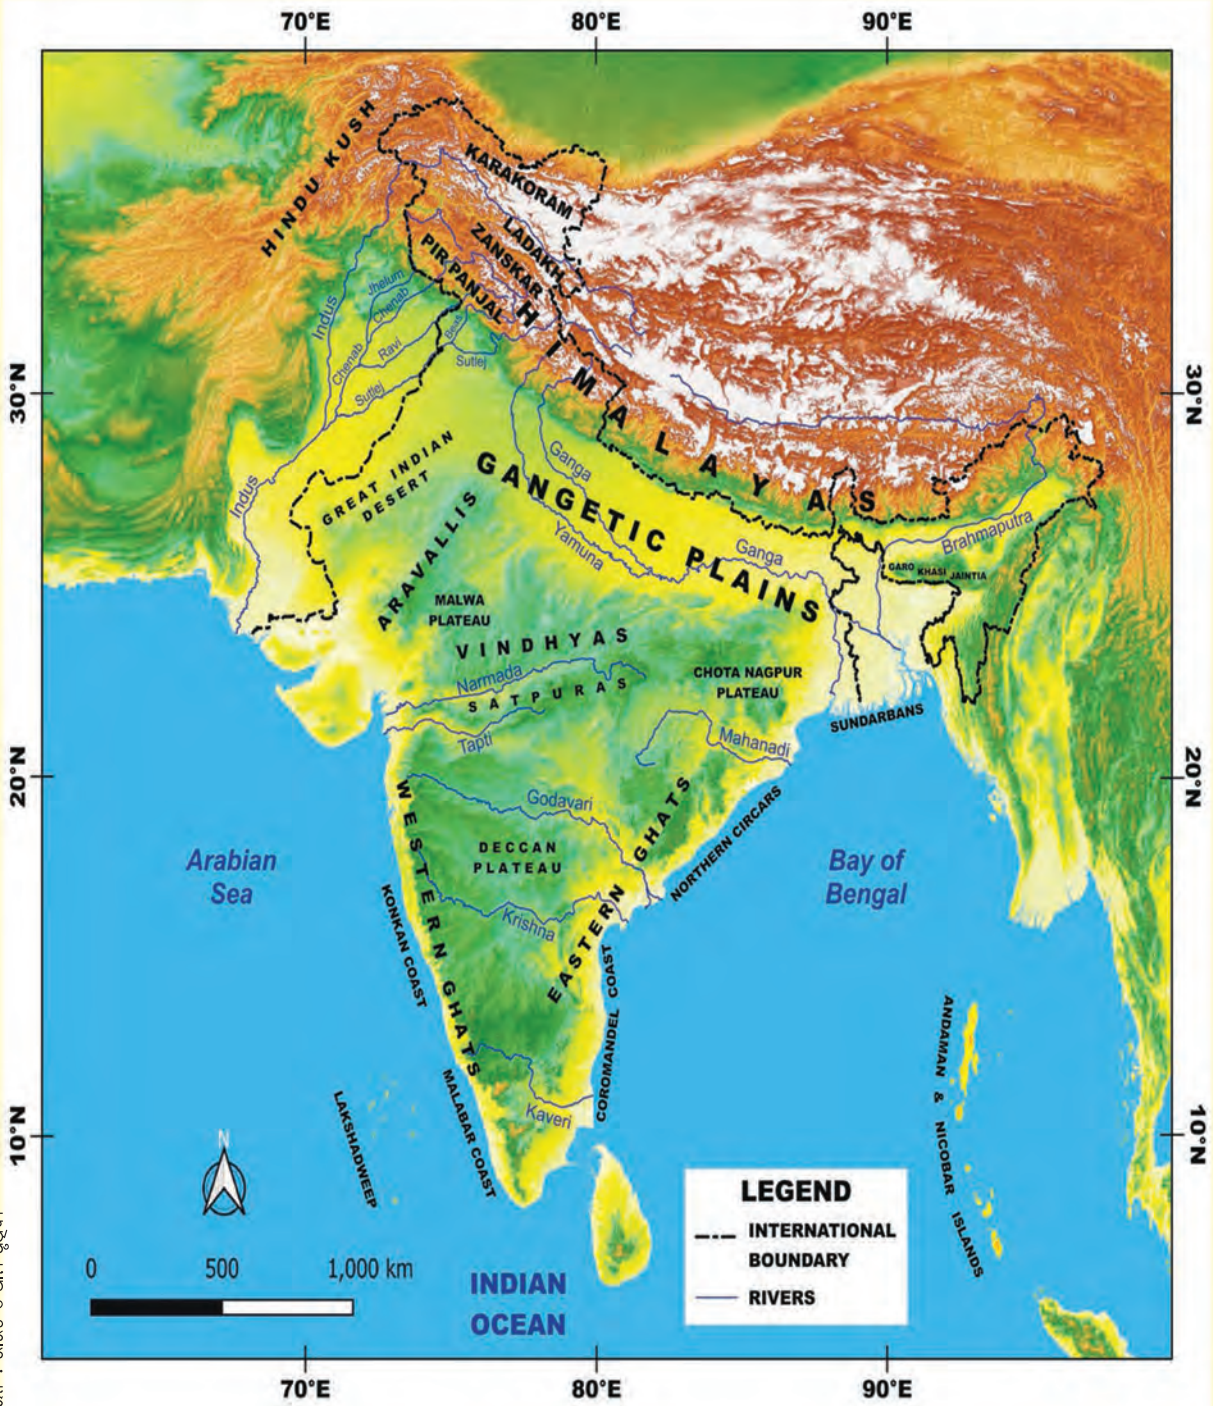 70°E 80°E 90°E
HINDU KUSH
KARAKORAM
LADAKH
ZANSKAR
PIR PANJAL
HIMALAYAS
Indus
Jhelum
Chenab
Chenab
Ravi
Beas
Sutlej
Sutlej
30°N 30°N
Indus
GREAT INDIAN
DESERT
GANGETIC PLAINS
Ganga
Yamuna
Ganga
Brahmaputra
GARO KHASI JAINTIA
ARAVALLIS
MALWA
PLATEAU
VINDHYAS
Narmada
SATPURAS
Tapti
CHOTA NAGPUR
PLATEAU
SUNDARBANS
Mahanadi
20°N 20°N
WESTERN GHATS
Godavari
DECCAN
PLATEAU
EASTERN GHATS
NORTHERN CIRCARS
Arabian
Sea
Bay of
Bengal
KONKAN COAST
Krishna
COROMANDEL COAST
MALABAR COAST
Kaveri
LAKSHADWEEP
ANDAMAN & NICOBAR ISLANDS
10°N 10°N
N
0 500 1,000 km
INDIAN
OCEAN
LEGEND
INTERNATIONAL
BOUNDARY
RIVERS
70°E 80°E 90°E